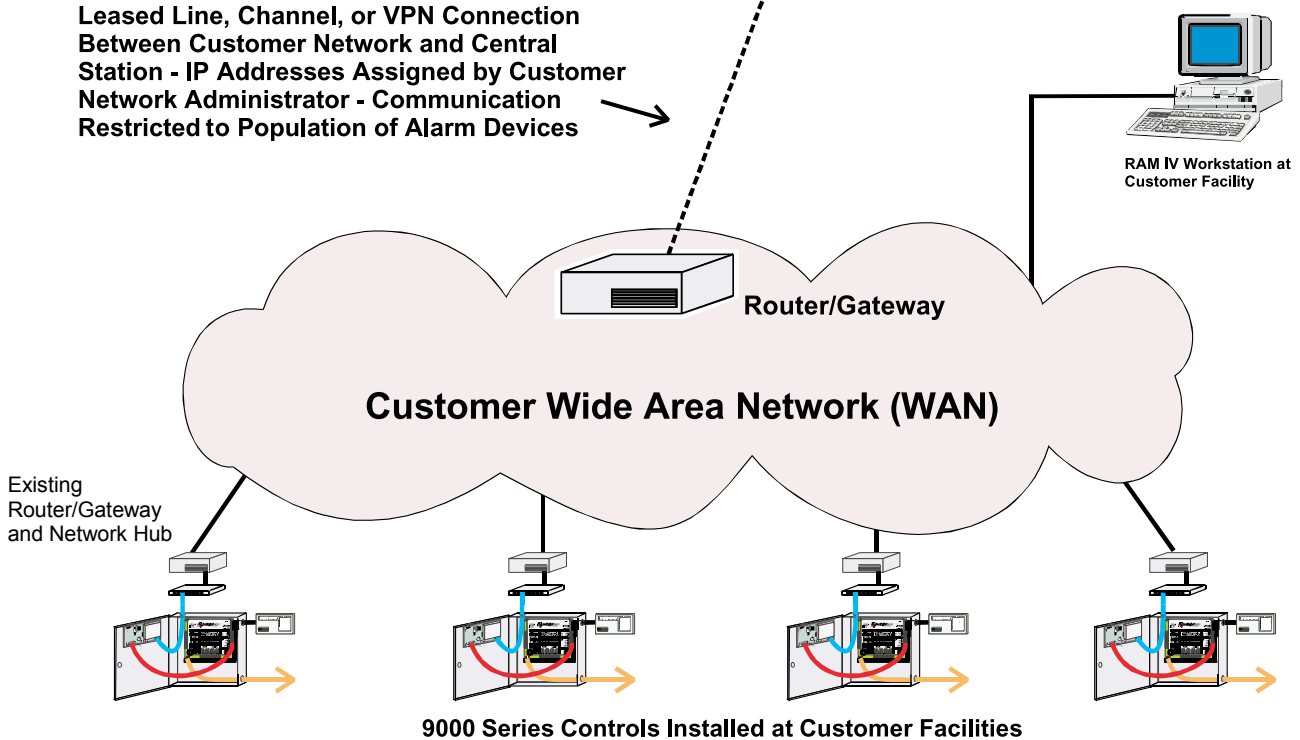 Leased Line, Channel, or VPN Connection
Between Customer Network and Central
Station - IP Addresses Assigned by Customer
Network Administrator - Communication
Restricted to Population of Alarm Devices
RAM IV Workstation at
Customer Facility
Router/Gateway
Customer Wide Area Network (WAN)
Existing
Router/Gateway
and Network Hub
9000 Series Controls Installed at Customer Facilities